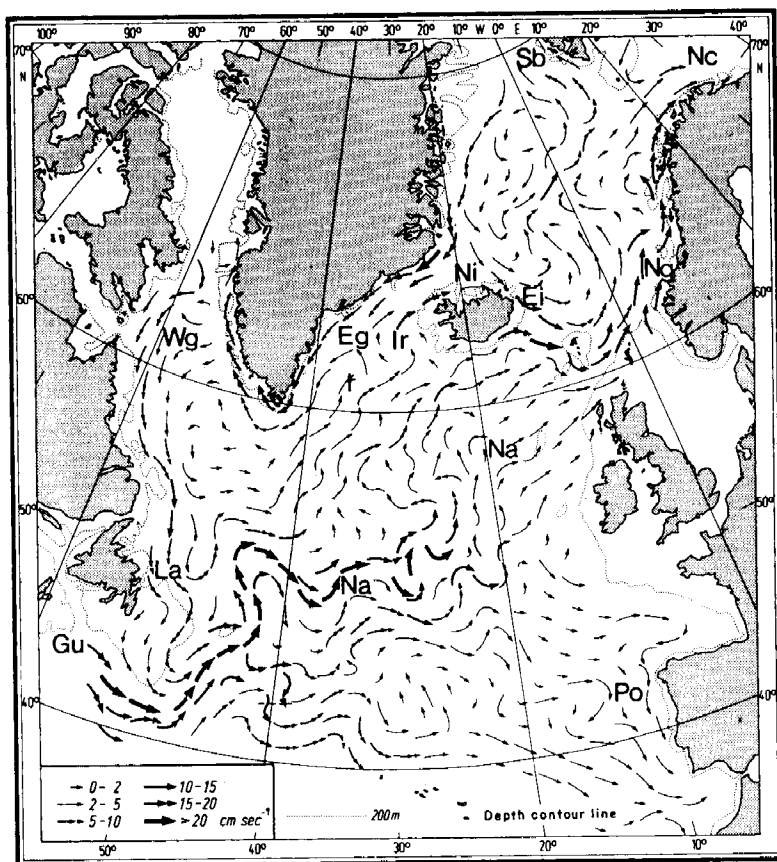 100° 90° 80° 70° 60° 50° 40° 30° 20° 10° W 0° E 10° 20° 30° 40°
70° 70°
N N
Sb Nc
Ni Ei No
60° 60°
Wg Eg Ir
I
Na
50° 50°
La Na
Gu
Po
40° 40°
0-2 10-15
2-5 15-20
5-10 >20 cm sec⁻¹
200m Depth contour line
50° 40° 30° 20° 10°